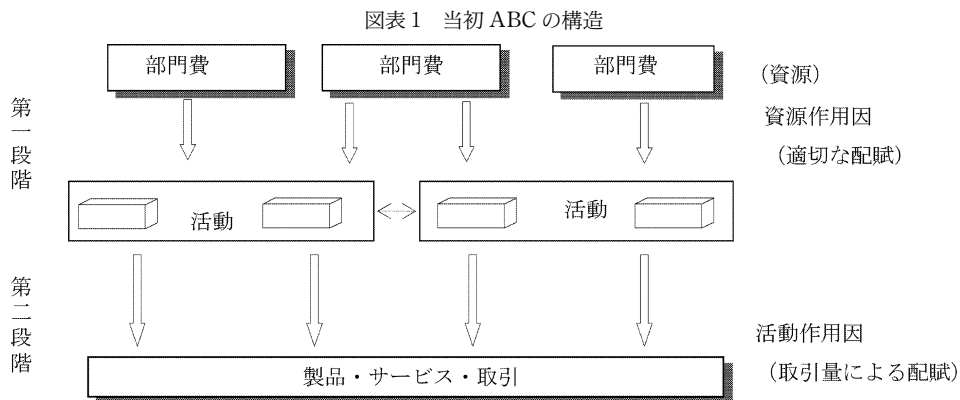 図表1 当初 ABC の構造
部門費
部門費
部門費
（資源）
第一段階
資源作用因
（適切な配賦）
活動
活動
第二段階
活動作用因
（取引量による配賦）
製品・サービス・取引